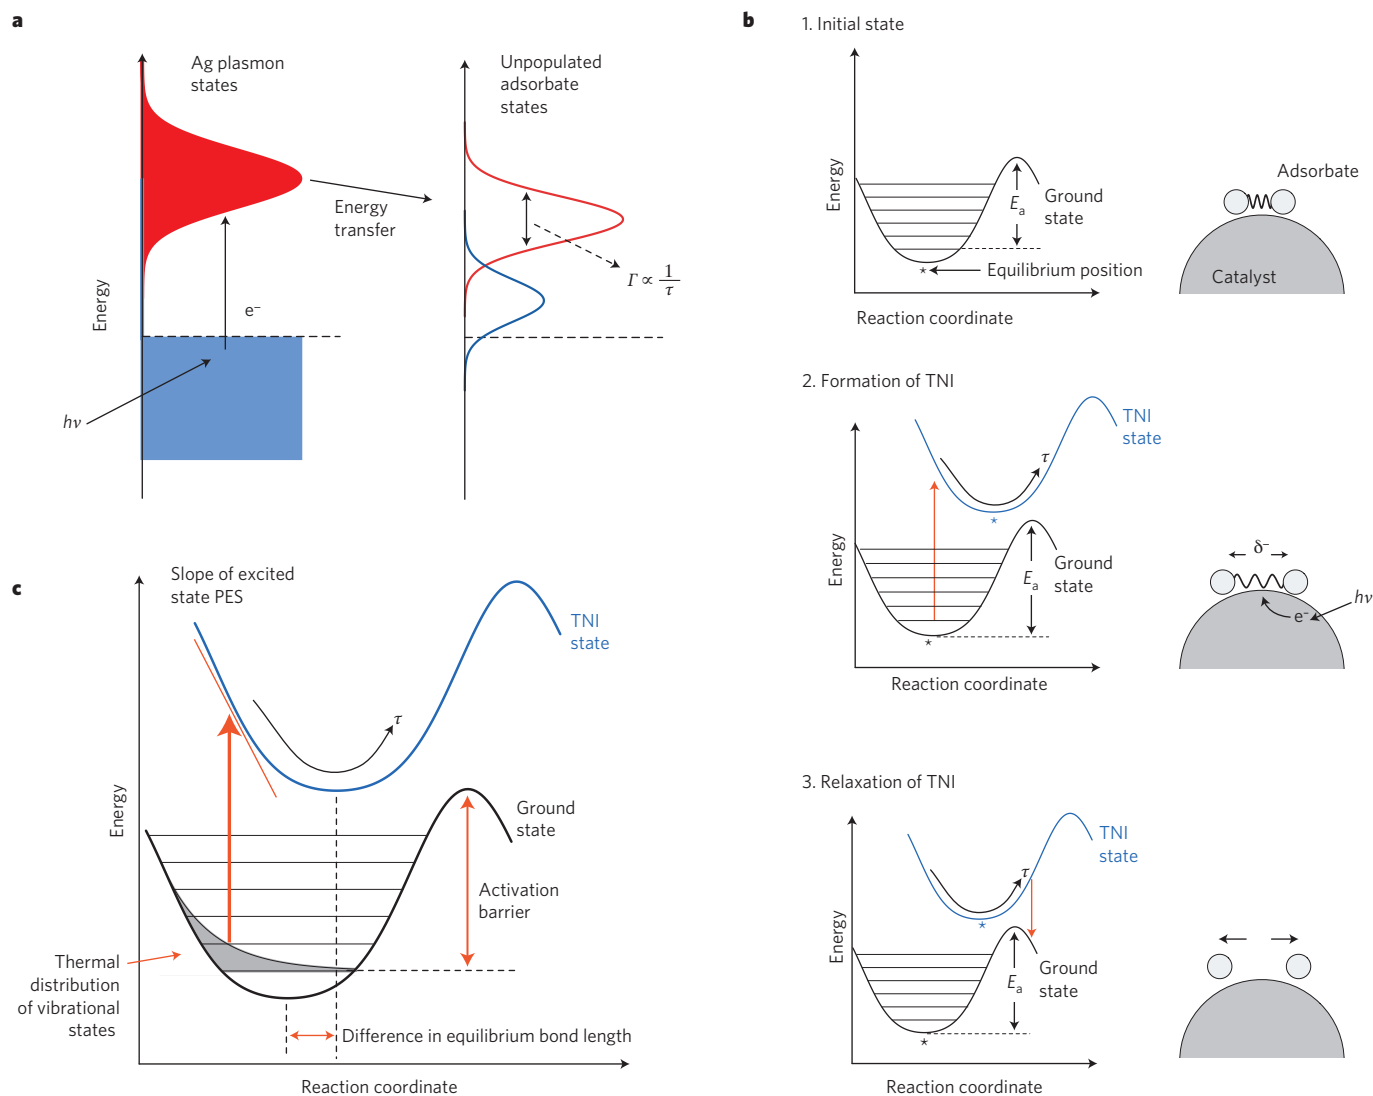 a
Ag plasmon
states
Unpopulated
adsorbate
states
Energy
transfer
Γ ∝ 1/τ
Energy
e⁻
hν
b
1. Initial state
Energy
Eₐ
Ground
state
* Equilibrium position
Reaction coordinate
Adsorbate
Catalyst
2. Formation of TNI
TNI
state
τ
*
Energy
Eₐ
Ground
state
*
Reaction coordinate
δ⁻
e⁻
hν
3. Relaxation of TNI
TNI
state
τ
*
Energy
Eₐ
Ground
state
*
Reaction coordinate
c
Slope of excited
state PES
TNI
state
τ
Energy
Ground
state
Activation
barrier
Thermal
distribution
of vibrational
states
Difference in equilibrium bond length
Reaction coordinate